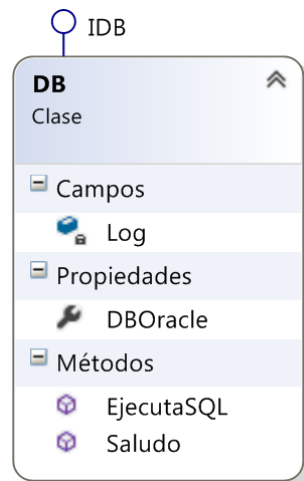 IDB
DB
Clase
Campos
Log
Propiedades
DBOracle
Métodos
EjecutaSQL
Saludo